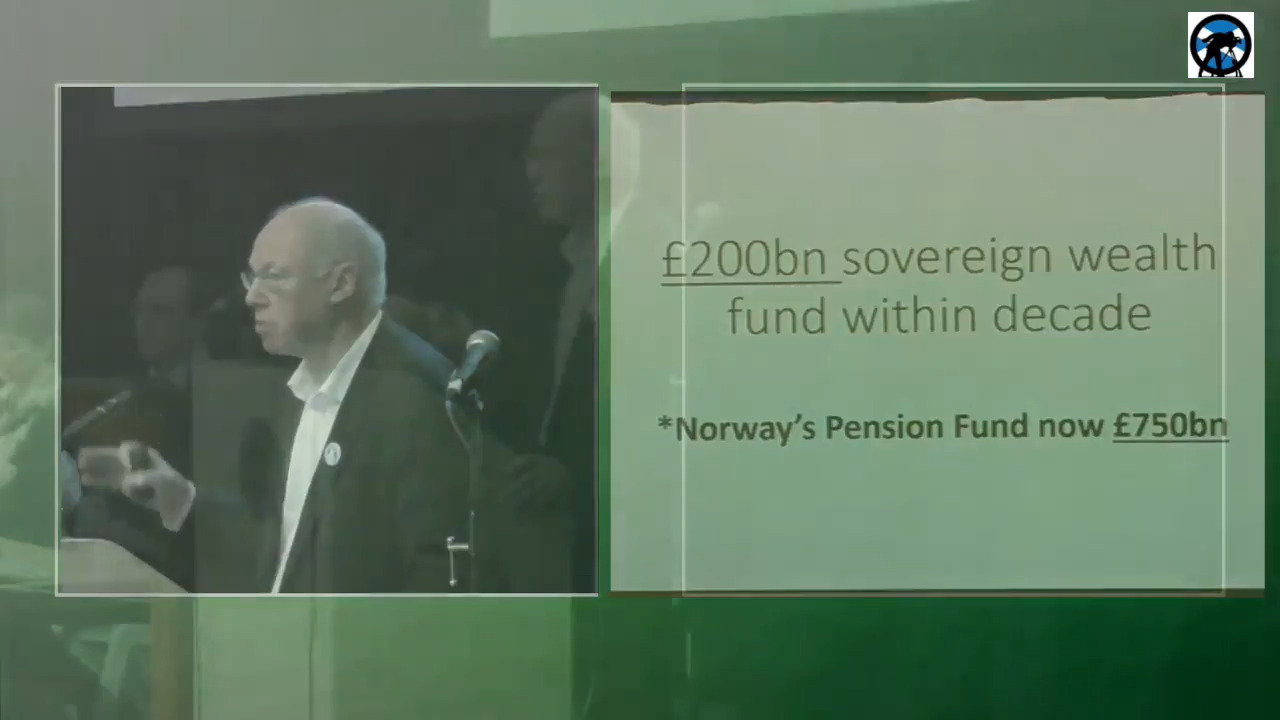 £200bn sovereign wealth
fund within decade
*Norway's Pension Fund now £750bn